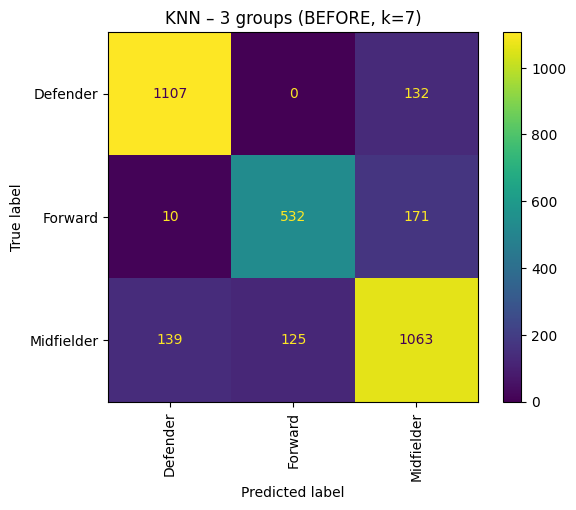 KNN – 3 groups (BEFORE, k=7)
True label
Defender
Forward
Midfielder
1107 0 132
10 532 171
139 125 1063
Defender
Forward
Midfielder
Predicted label
1000
800
600
400
200
0